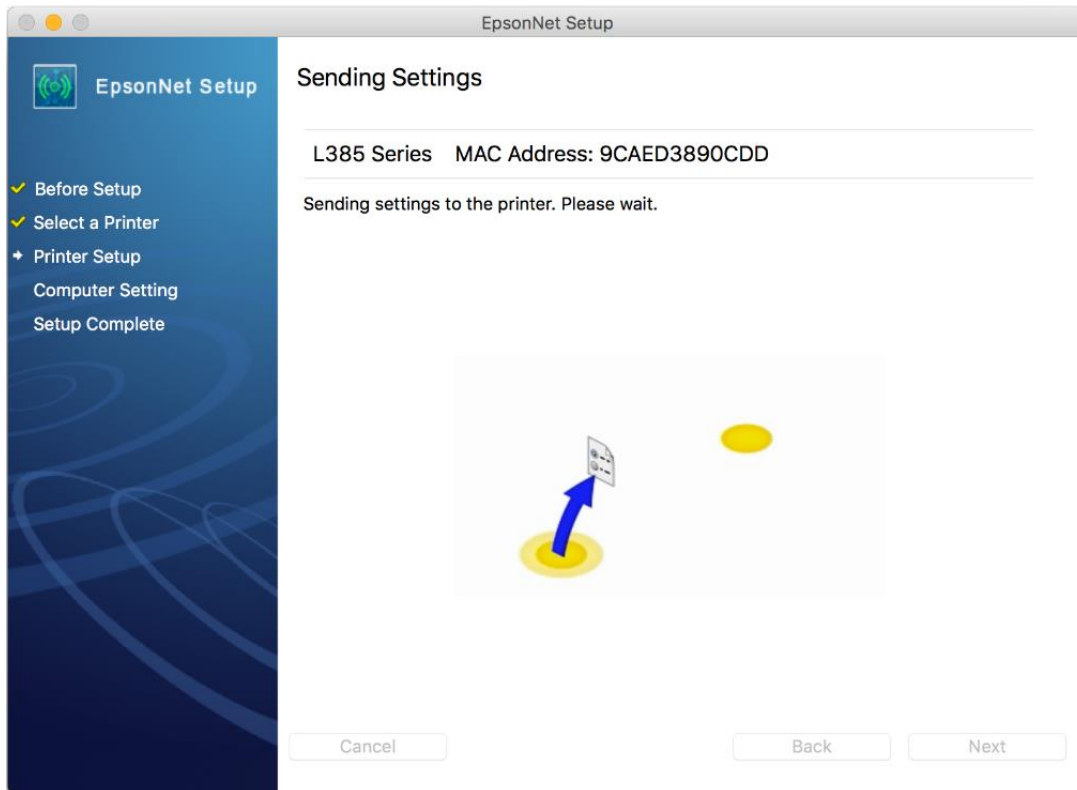 EpsonNet Setup
EpsonNet Setup
Before Setup
Select a Printer
Printer Setup
Computer Setting
Setup Complete
Sending Settings
L385 Series MAC Address: 9CAED3890CDD
Sending settings to the printer. Please wait.
Cancel Back Next